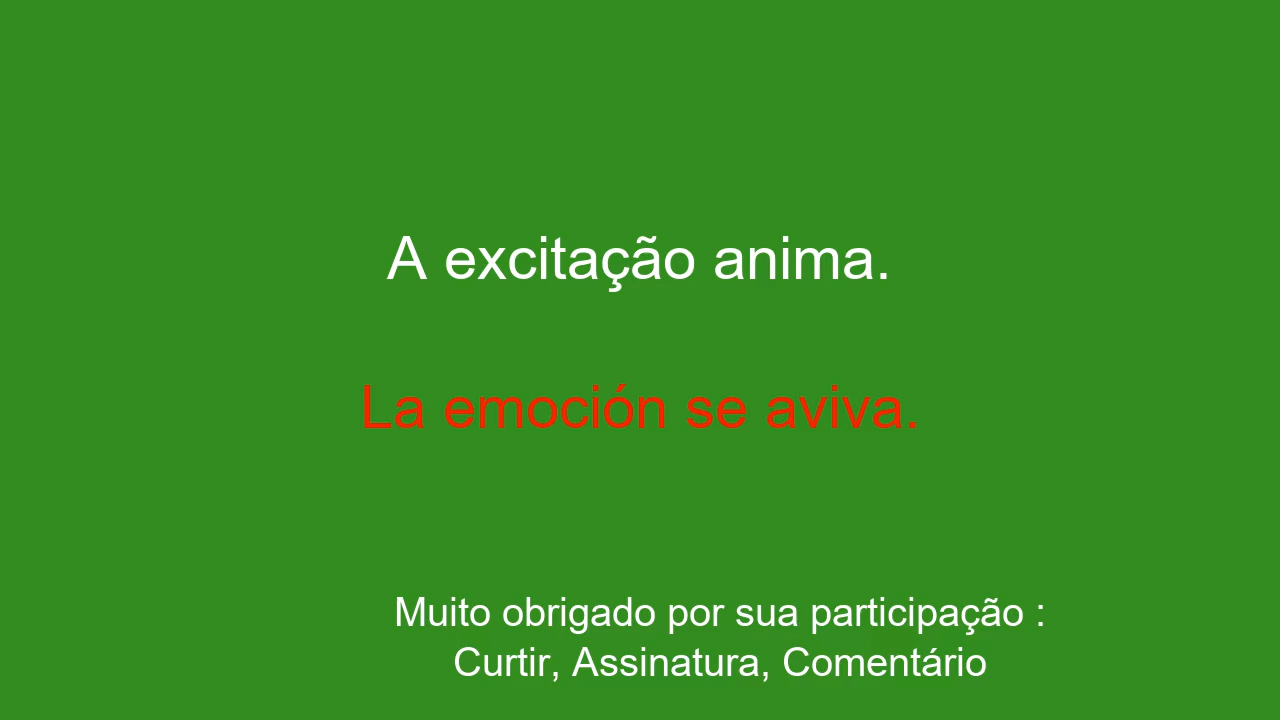 A excitação anima.
La emoción se aviva.
Muito obrigado por sua participação :
Curtir, Assinatura, Comentário